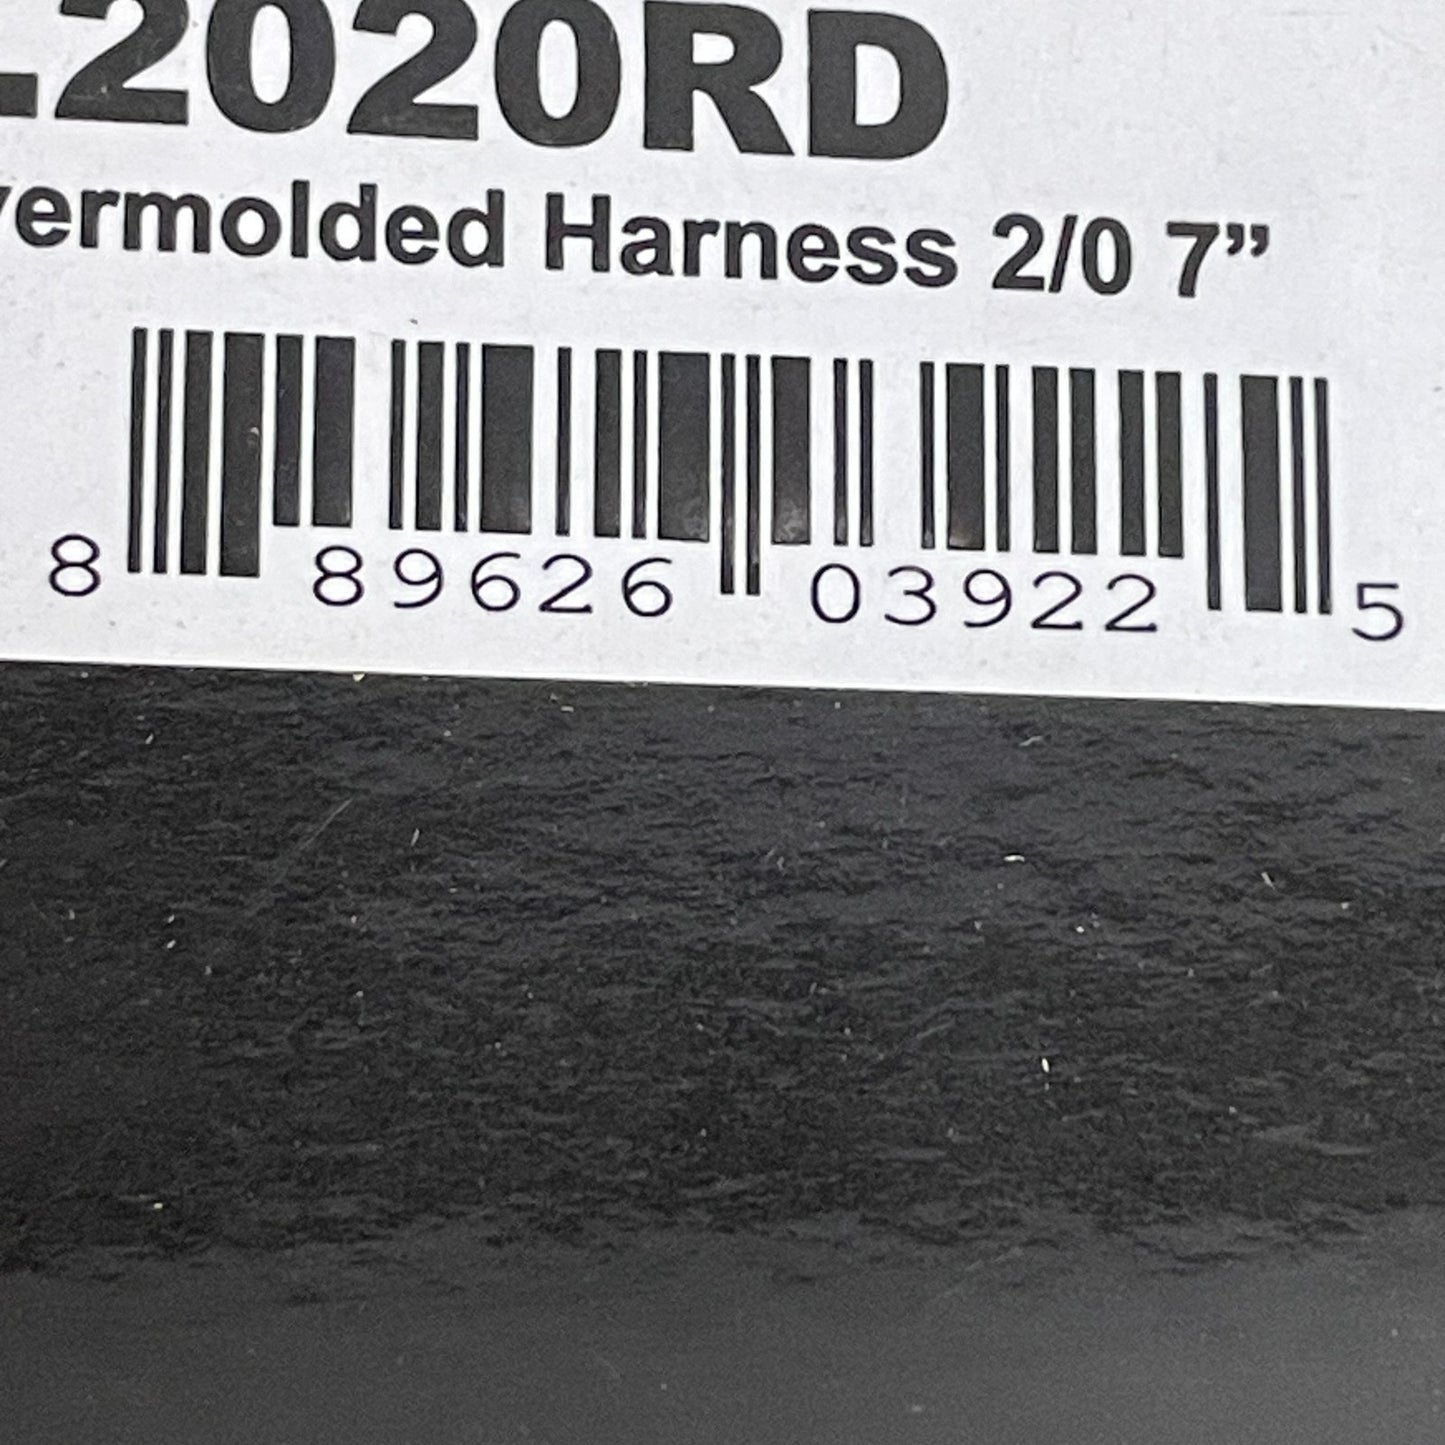 2020RD
vermolded Harness 2/0 7”
8 89626 03922 5